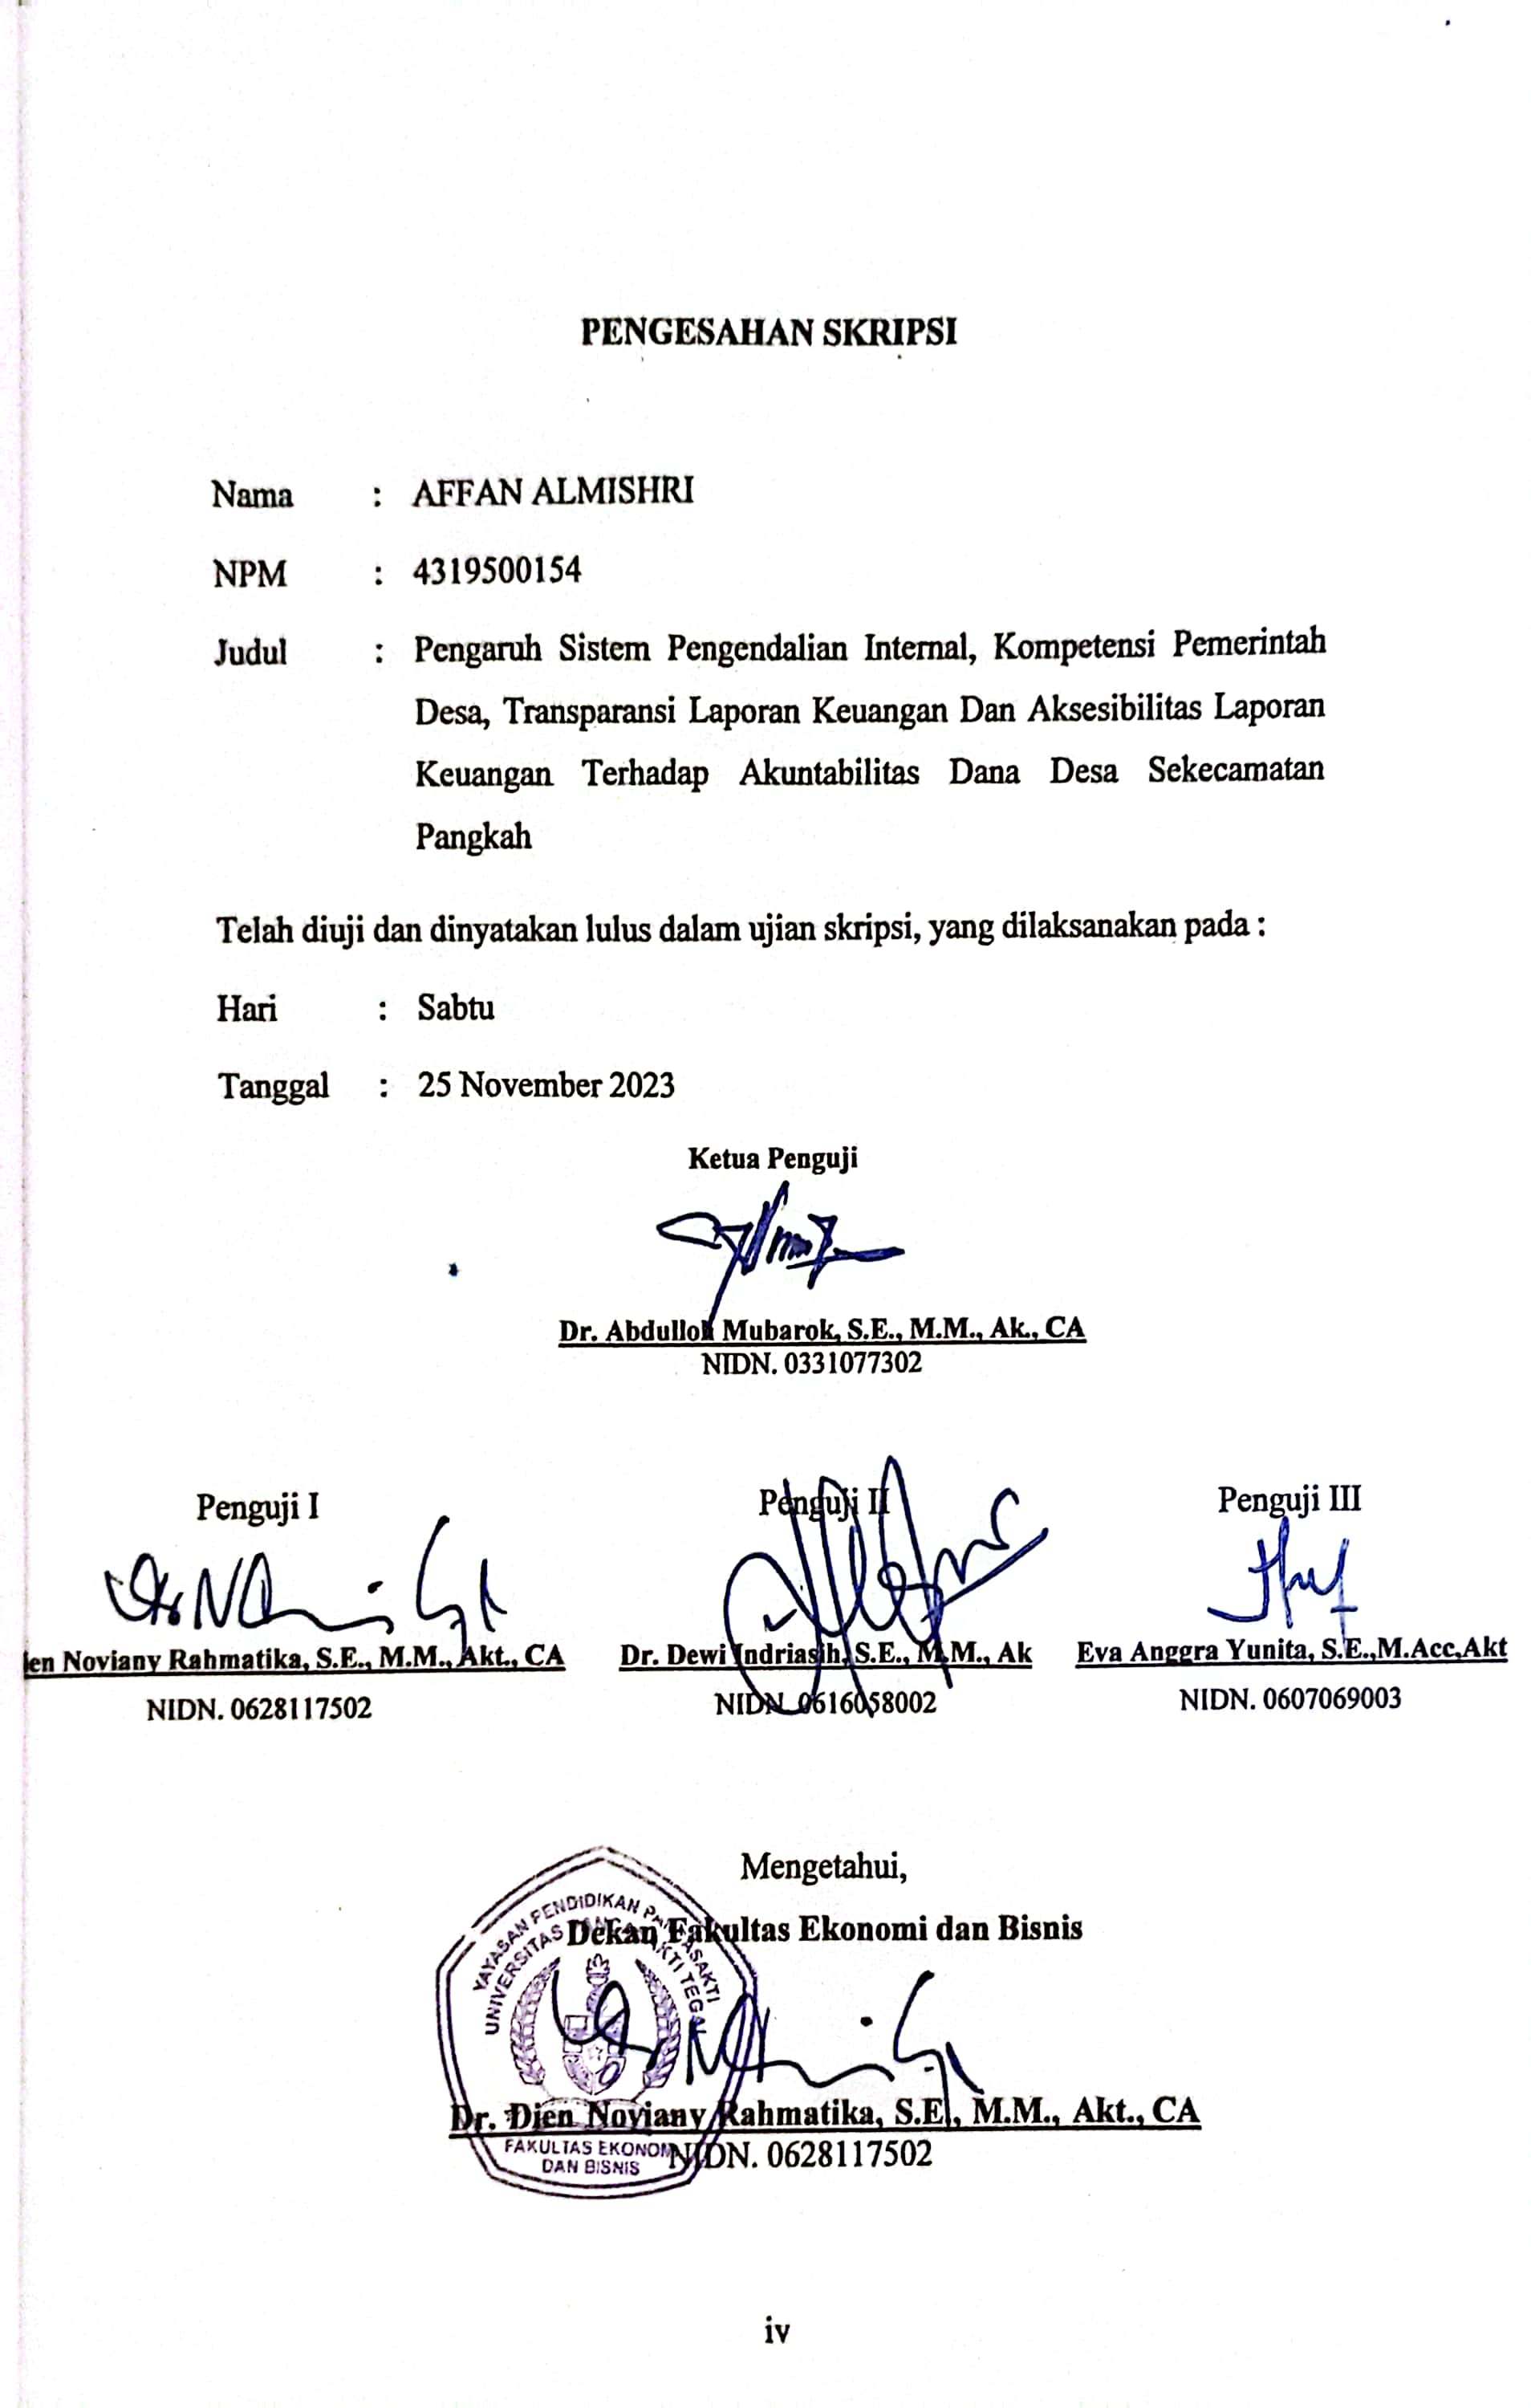 PENGESAHAN SKRIPSI
Nama : AFFAN ALMISHRI
NPM : 4319500154
Judul : Pengaruh Sistem Pengendalian Internal, Kompetensi Pemerintah
Desa, Transparansi Laporan Keuangan Dan Aksesibilitas Laporan
Keuangan Terhadap Akuntabilitas Dana Desa Sekecamatan
Pangkah
Telah diuji dan dinyatakan lulus dalam ujian skripsi, yang dilaksanakan pada :
Hari : Sabtu
Tanggal : 25 November 2023
Ketua Penguji
Dr. Abdulloh Mubarok, S.E., M.M., Ak., CA
NIDN. 0331077302
Penguji I Penguji II Penguji III
ien Noviany Rahmatika, S.E., M.M., Akt., CA Dr. Dewi Indriasih, S.E., M.M., Ak Eva Anggra Yunita, S.E.,M.Acc,Akt
NIDN. 0628117502 NIDN. 0616058002 NIDN. 0607069003
Mengetahui,
Dekan Fakultas Ekonomi dan Bisnis
YAYASAN PENDIDIKAN PANCASAKTI
UNIVERSITAS PANCASAKTI TEGAL
Dr. Dien Noviany Rahmatika, S.E., M.M., Akt., CA
NIDN. 0628117502
FAKULTAS EKONOMI
DAN BISNIS
iv